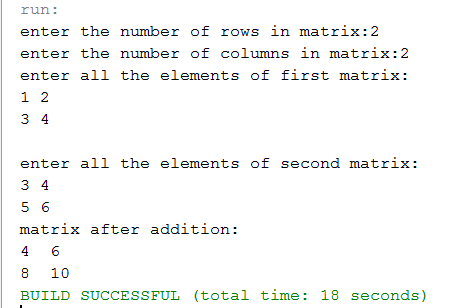 run:
enter the number of rows in matrix:2
enter the number of columns in matrix:2
enter all the elements of first matrix:
1 2
3 4

enter all the elements of second matrix:
3 4
5 6
matrix after addition:
4  6
8  10
BUILD SUCCESSFUL (total time: 18 seconds)